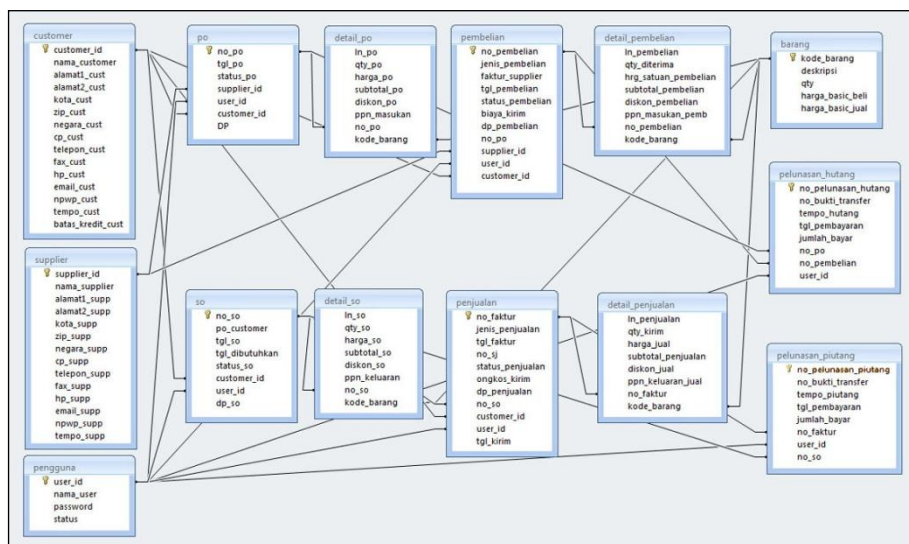 customer
customer_id
nama_customer
alamat1_cust
alamat2_cust
kota_cust
zip_cust
negara_cust
cp_cust
telepon_cust
fax_cust
hp_cust
email_cust
npwp_cust
tempo_cust
batas_kredit_cust
po
no_po
tgl_po
status_po
supplier_id
user_id
customer_id
DP
detail_po
ln_po
qty_po
harga_po
subtotal_po
diskon_po
ppn_masukan
no_po
kode_barang
pembelian
no_pembelian
jenis_pembelian
faktur_supplier
tgl_pembelian
status_pembelian
biaya_kirim
dp_pembelian
no_po
supplier_id
user_id
customer_id
detail_pembelian
ln_pembelian
qty_diterima
hrg_satuan_pembelian
subtotal_pembelian
diskon_pembelian
ppn_masukan_pemb
no_pembelian
kode_barang
barang
kode_barang
deskripsi
qty
harga_basic_beli
harga_basic_jual
pelunasan_hutang
no_pelunasan_hutang
no_bukti_transfer
tempo_hutang
tgl_pembayaran
jumlah_bayar
no_po
no_pembelian
user_id
supplier
supplier_id
nama_supplier
alamat1_supp
alamat2_supp
kota_supp
zip_supp
negara_supp
cp_supp
telepon_supp
fax_supp
hp_supp
email_supp
npwp_supp
tempo_supp
so
no_so
po_customer
tgl_so
tgl_dibutuhkan
status_so
customer_id
user_id
dp_so
detail_so
ln_so
qty_so
harga_so
subtotal_so
diskon_so
ppn_keluaran
no_so
kode_barang
penjualan
no_faktur
jenis_penjualan
tgl_faktur
no_sj
status_penjualan
ongkos_kirim
dp_penjualan
no_so
customer_id
user_id
tgl_kirim
detail_penjualan
ln_penjualan
qty_kirim
harga_jual
subtotal_penjualan
diskon_jual
ppn_keluaran_jual
no_faktur
kode_barang
pelunasan_piutang
no_pelunasan_piutang
no_bukti_transfer
tempo_piutang
tgl_pembayaran
jumlah_bayar
no_faktur
user_id
no_so
pengguna
user_id
nama_user
password
status